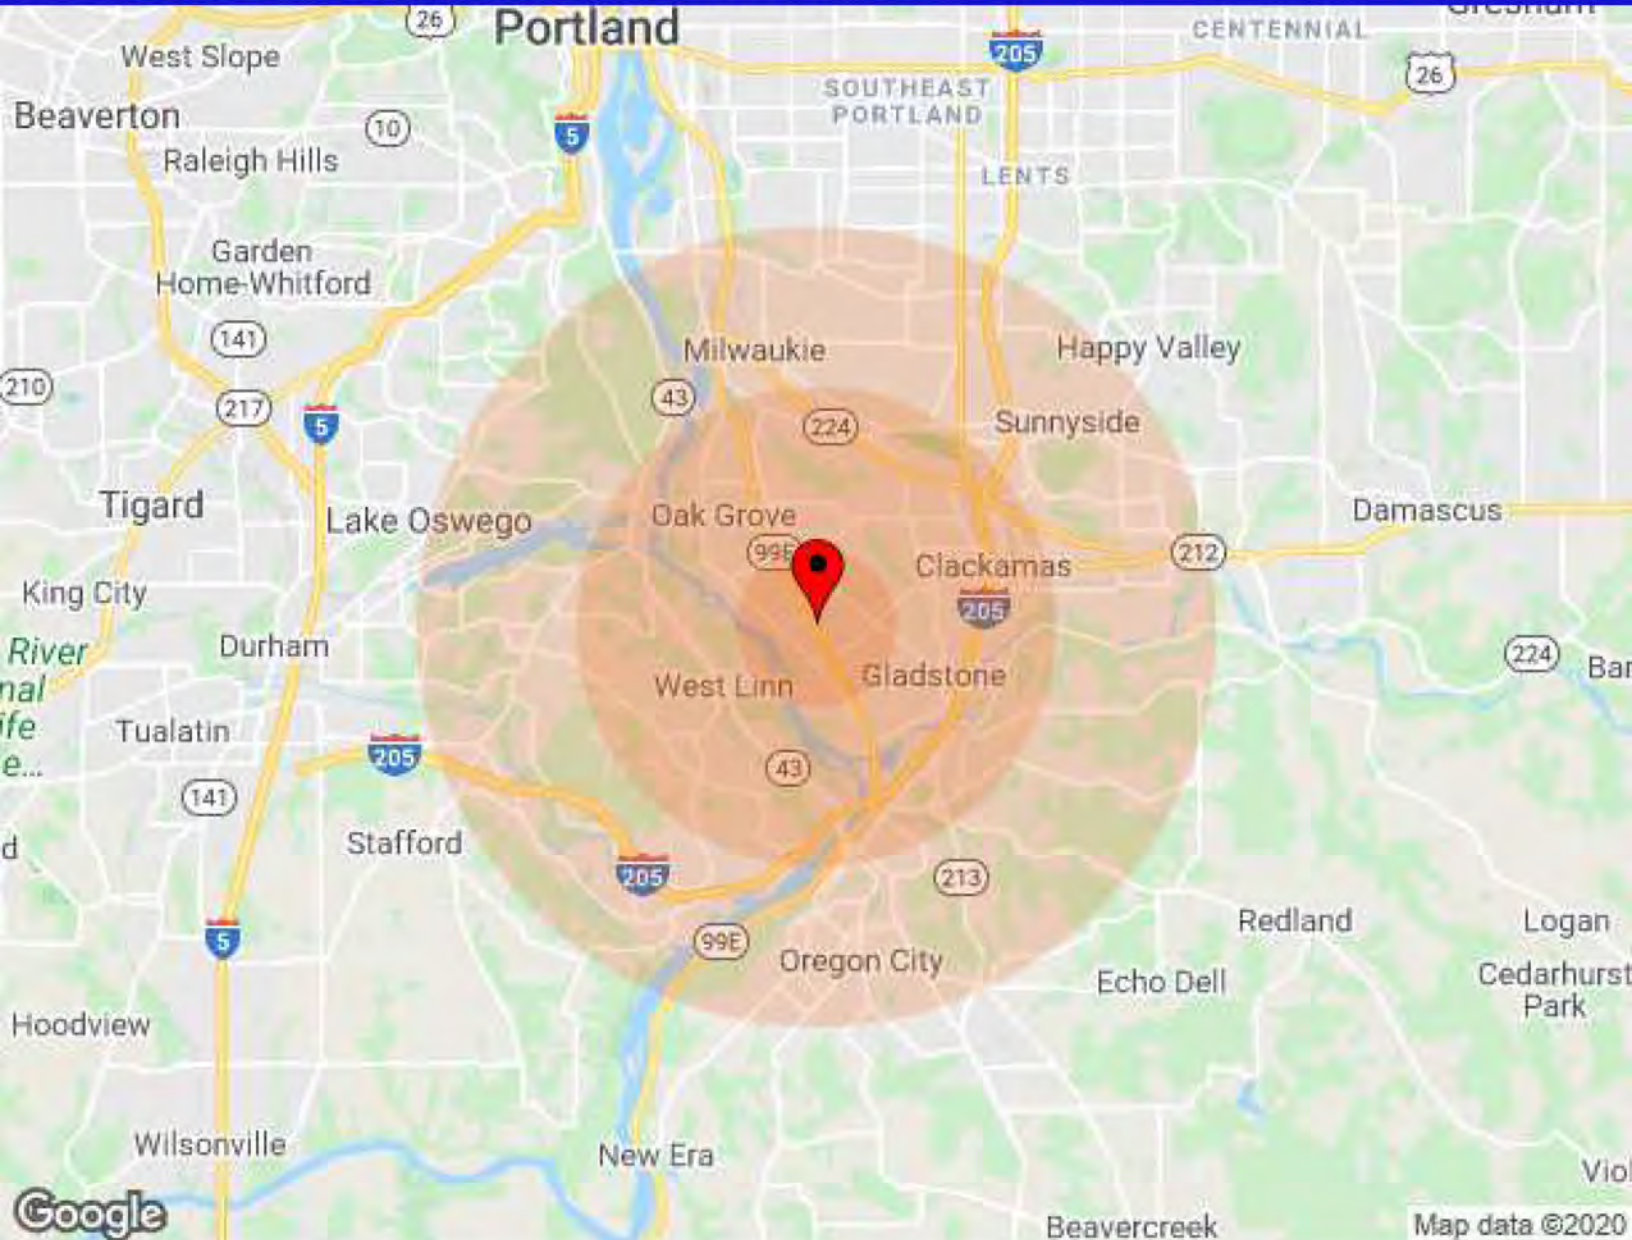 Portland
26
West Slope
205
CENTENNIAL
26
SOUTHEAST
PORTLAND
Beaverton
10
5
Raleigh Hills
LENTS
Garden
Home-Whitford
141
Milwaukie
Happy Valley
210
43
217
5
224
Sunnyside
Tigard
Lake Oswego
Oak Grove
Damascus
99E
212
Clackamas
King City
205
River
Durham
224
Bar
nal
West Linn
Gladstone
ife
Tualatin
e...
205
43
141
Stafford
d
205
213
Redland
Logan
5
99E
Oregon City
Echo Dell
Cedarhurst
Park
Hoodview
Wilsonville
New Era
Viol
Google
Beavercreek
Map data ©2020